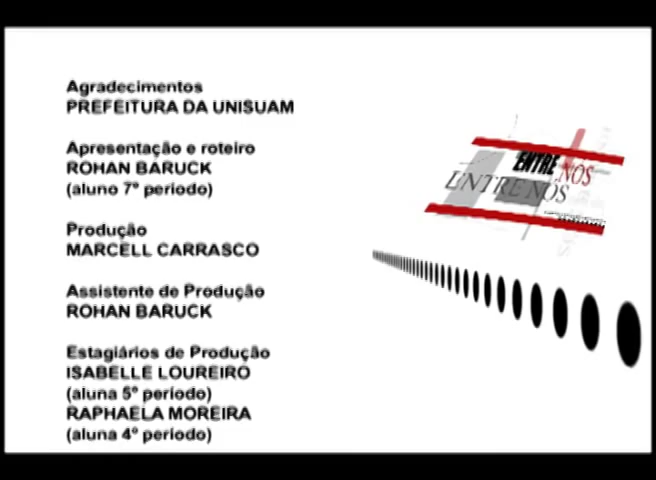 Agradecimentos
PREFEITURA DA UNISUAM
Apresentação e roteiro
ROHAN BARUCK
(aluno 7º período)
Produção
MARCELL CARRASCO
Assistente de Produção
ROHAN BARUCK
Estagiários de Produção
ISABELLE LOUREIRO
(aluna 5º período)
RAPHAELA MOREIRA
(aluna 4º período)
ENTRE NOS
ENTRE NÓS